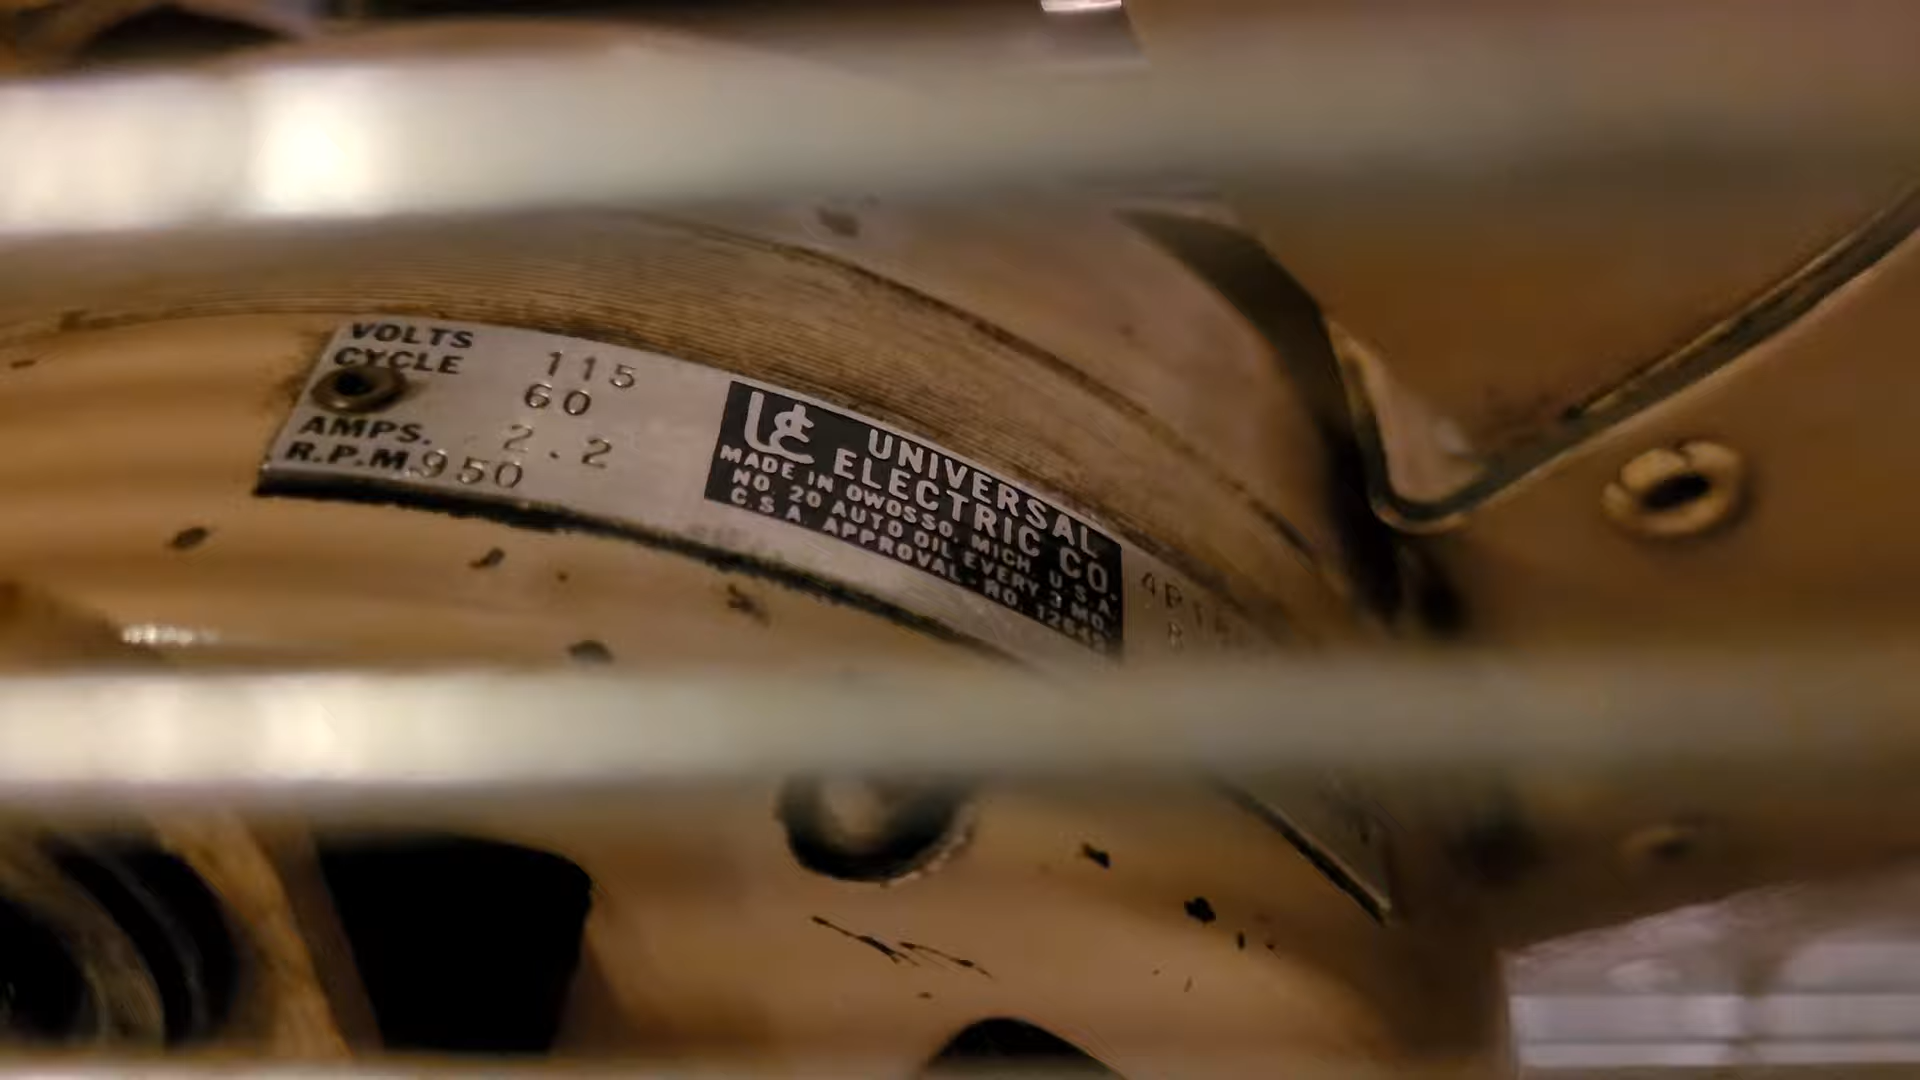 VOLTS 115
CYCLE 60
AMPS. 2.2
R.P.M. 950
UE UNIVERSAL
ELECTRIC CO.
MADE IN OWOSSO, MICH. U.S.A.
NO. 20 AUTO OIL EVERY 3 MO.
C.S.A. APPROVAL - NO.